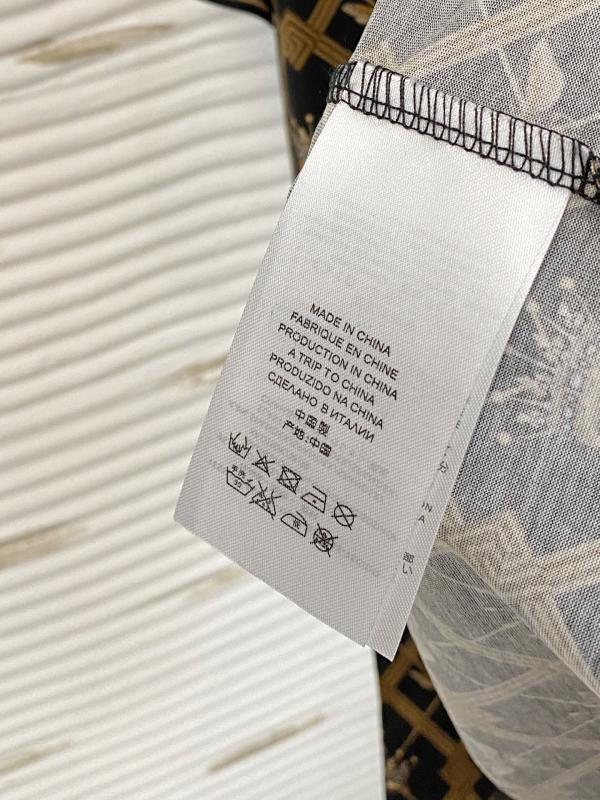 MADE IN CHINA
FABRIQUE EN CHINE
PRODUCTION IN CHINA
A TRIP TO CHINA
PRODUZIDO NA CHINA
СДЕЛАНО В ИТАЛИИ
中国製
产地:中国